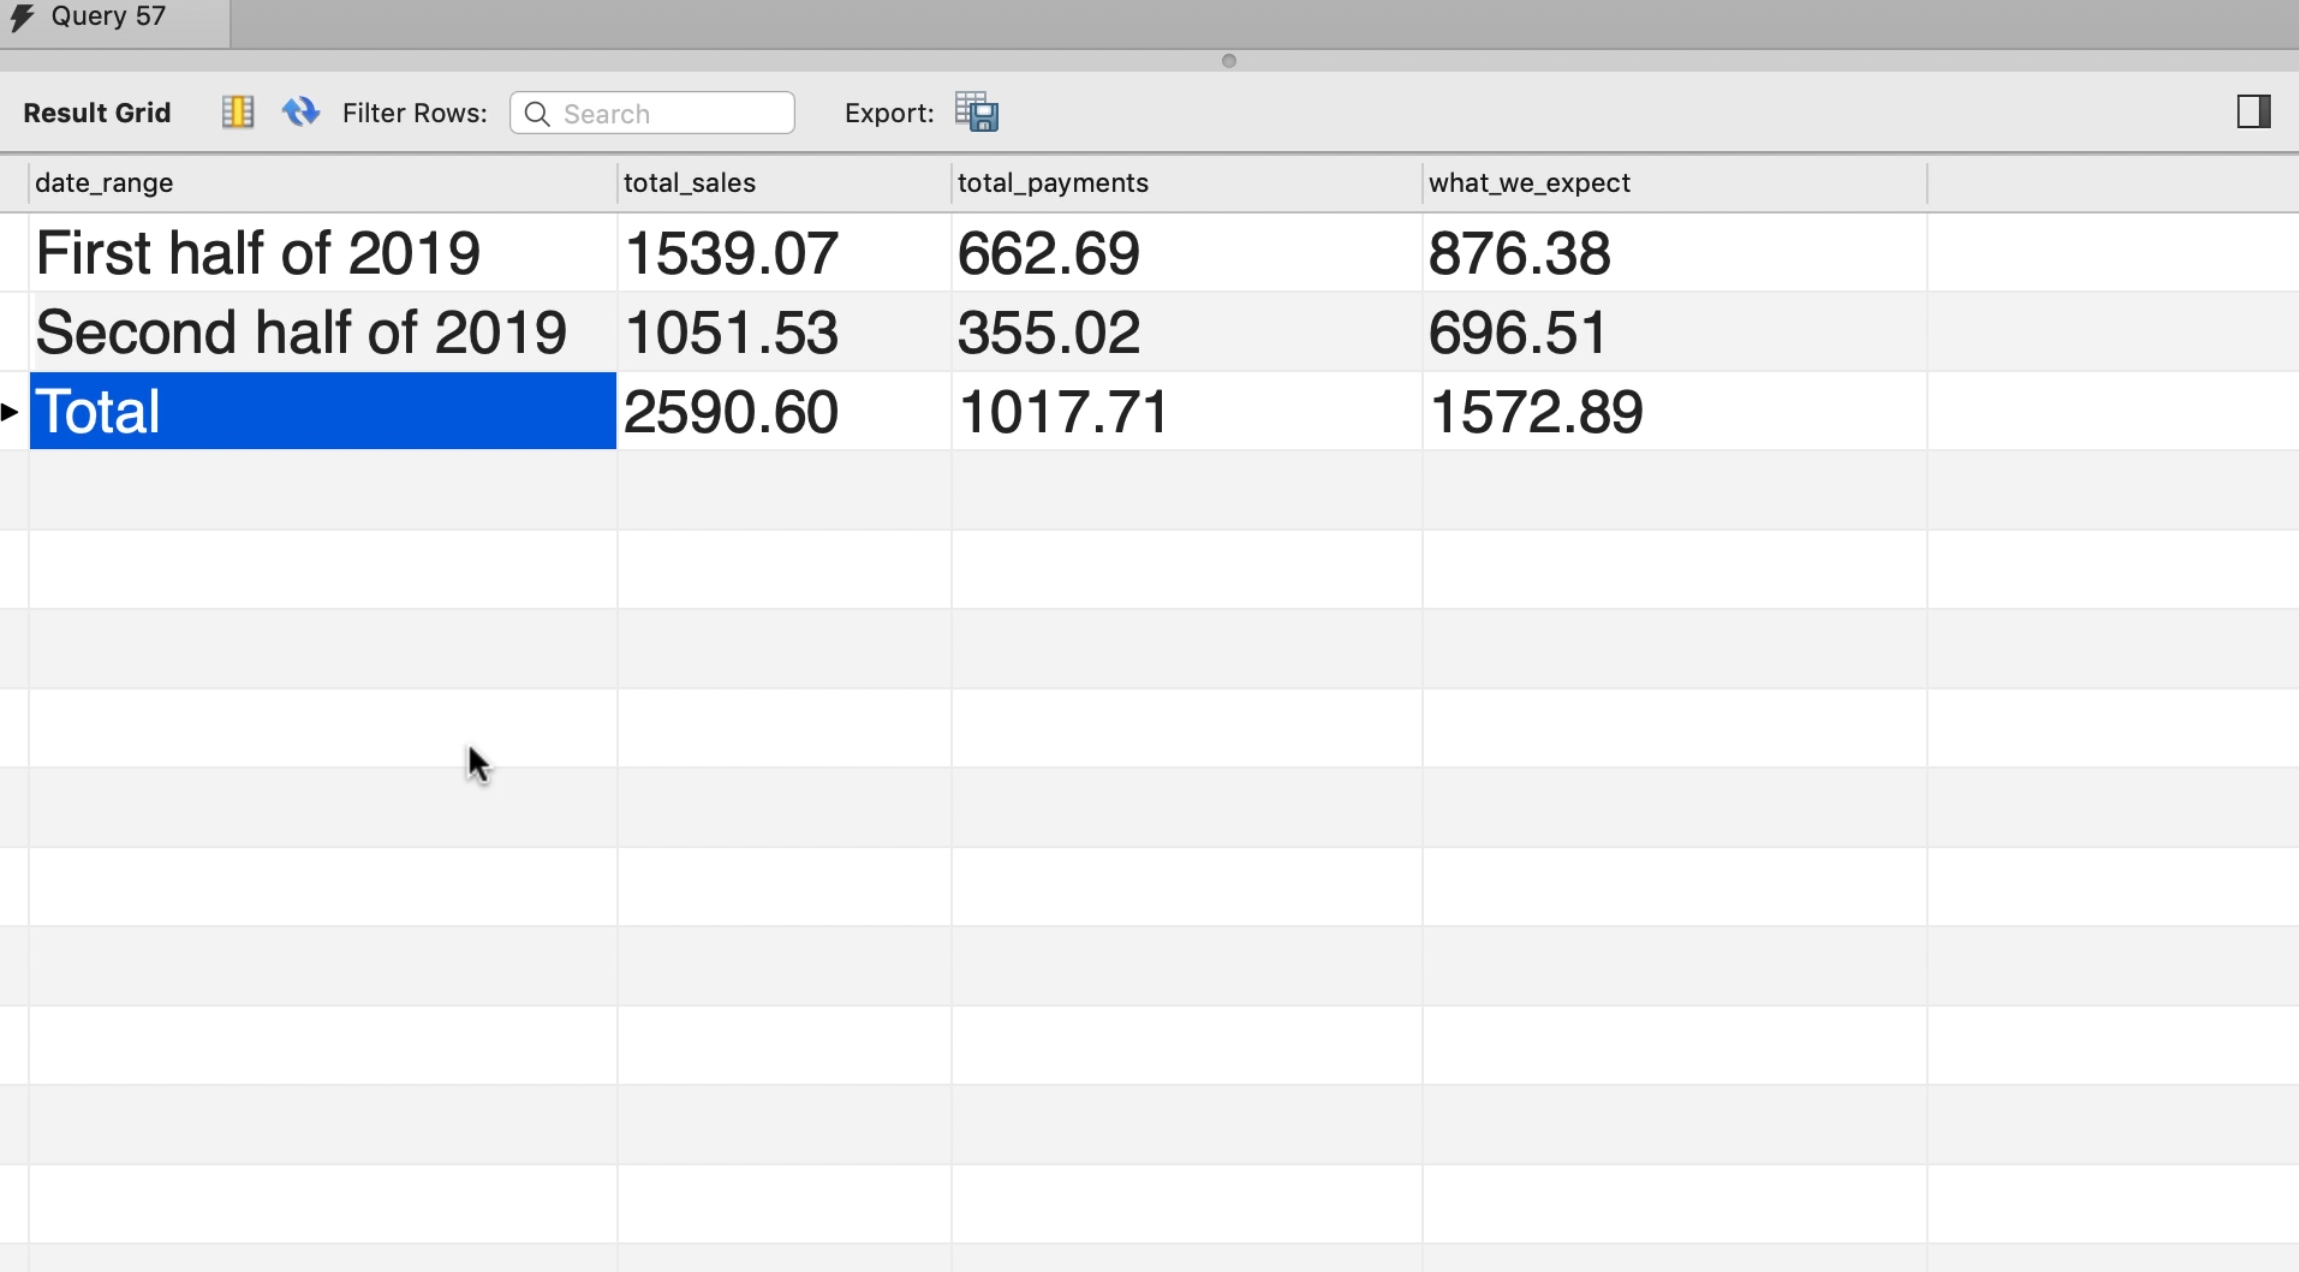 Query 57
Result Grid Filter Rows: Search Export:
date_range total_sales total_payments what_we_expect
First half of 2019 1539.07 662.69 876.38
Second half of 2019 1051.53 355.02 696.51
Total 2590.60 1017.71 1572.89